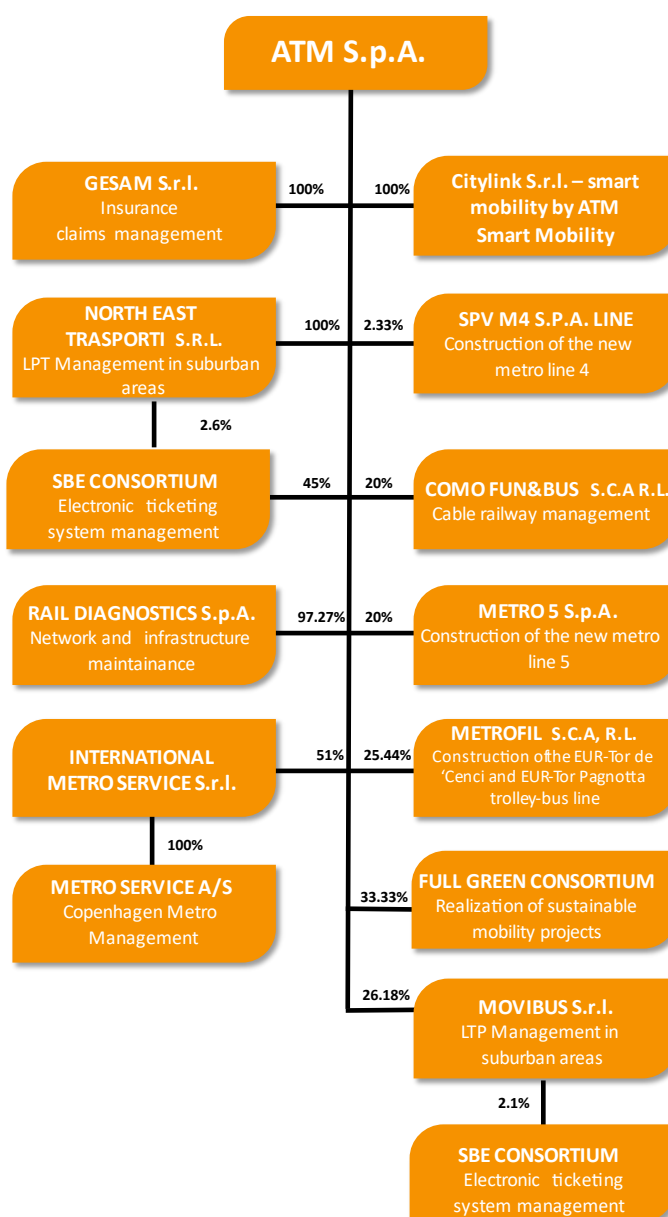 ATM S.p.A.
GESAM S.r.l.
Insurance
claims management
100%
100%
Citylink S.r.l. – smart
mobility by ATM
Smart Mobility
NORTH EAST
TRASPORTI S.R.L.
LPT Management in suburban
areas
100%
2.33%
SPV M4 S.P.A. LINE
Construction of the new
metro line 4
2.6%
SBE CONSORTIUM
Electronic ticketing
system management
45%
20%
COMO FUN&BUS S.C.A R.L.
Cable railway management
RAIL DIAGNOSTICS S.p.A.
Network and infrastructure
maintainance
97.27%
20%
METRO 5 S.p.A.
Construction of the new metro
line 5
INTERNATIONAL
METRO SERVICE S.r.l.
51%
25.44%
METROFIL S.C.A, R.L.
Construction ofthe EUR-Tor de
‘Cenci and EUR-Tor Pagnotta
trolley-bus line
100%
METRO SERVICE A/S
Copenhagen Metro
Management
33.33%
FULL GREEN CONSORTIUM
Realization of sustainable
mobility projects
26.18%
MOVIBUS S.r.l.
LTP Management in
suburban areas
2.1%
SBE CONSORTIUM
Electronic ticketing
system management